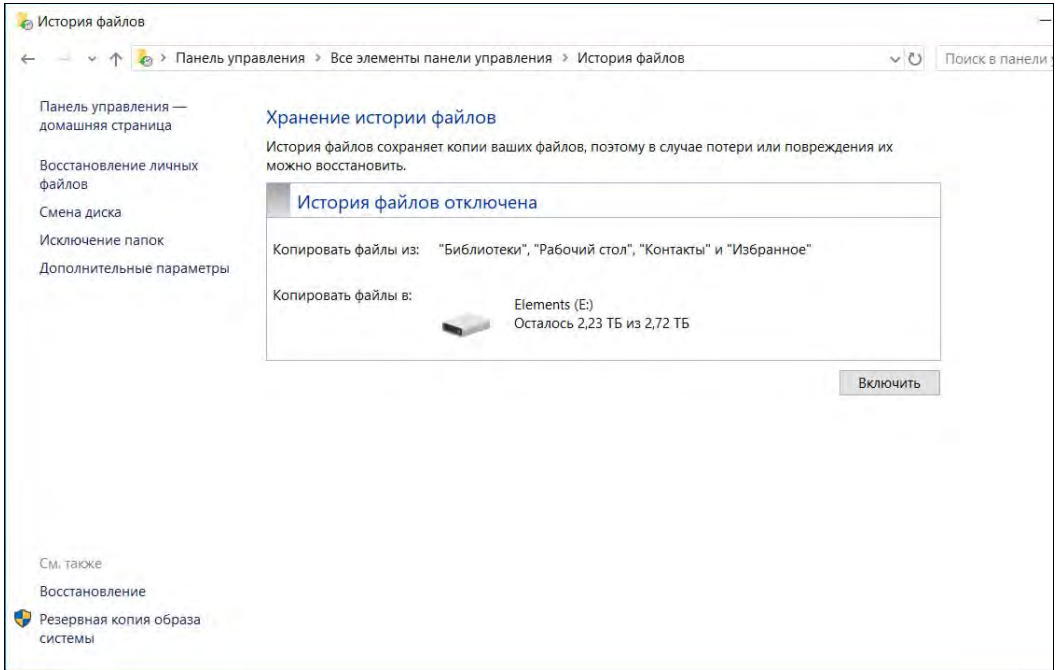 История файлов
Панель управления > Все элементы панели управления > История файлов
Поиск в панели
Панель управления —
домашняя страница
Восстановление личных
файлов
Смена диска
Исключение папок
Дополнительные параметры
Хранение истории файлов
История файлов сохраняет копии ваших файлов, поэтому в случае потери или повреждения их
можно восстановить.
История файлов отключена
Копировать файлы из: "Библиотеки", "Рабочий стол", "Контакты" и "Избранное"
Копировать файлы в:
Elements (E:)
Осталось 2,23 ТБ из 2,72 ТБ
Включить
См. также
Восстановление
Резервная копия образа
системы